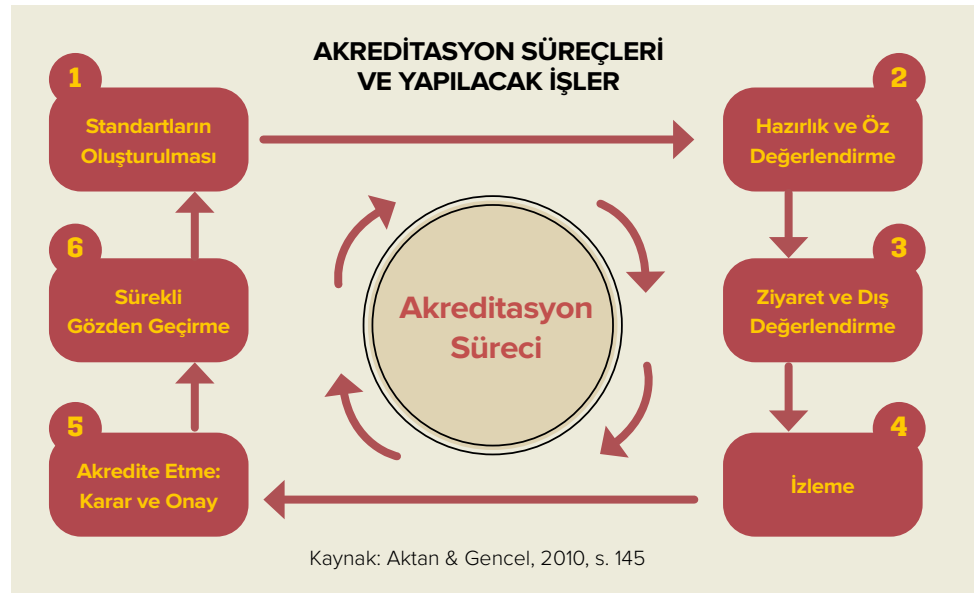 AKREDİTASYON SÜREÇLERİ
VE YAPILACAK İŞLER
1
Standartların
Oluşturulması
2
Hazırlık ve Öz
Değerlendirme
3
Ziyaret ve Dış
Değerlendirme
4
İzleme
5
Akredite Etme:
Karar ve Onay
6
Sürekli
Gözden Geçirme
Akreditasyon
Süreci
Kaynak: Aktan & Gencel, 2010, s. 145